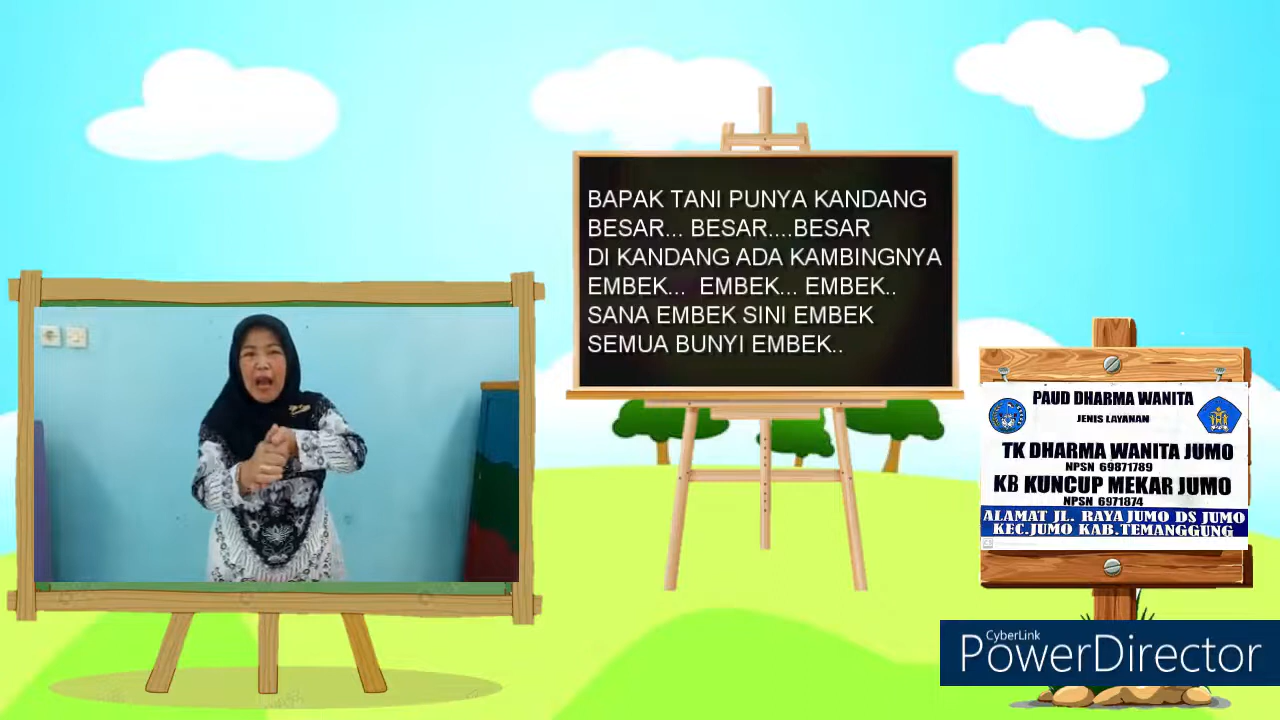 BAPAK TANI PUNYA KANDANG
BESAR... BESAR....BESAR
DI KANDANG ADA KAMBINGNYA
EMBEK... EMBEK... EMBEK..
SANA EMBEK SINI EMBEK
SEMUA BUNYI EMBEK..
PAUD DHARMA WANITA
JENIS LAYANAN
TK DHARMA WANITA JUMO
NPSN 69871789
KB KUNCUP MEKAR JUMO
NPSN 6971874
ALAMAT JL. RAYA JUMO DS JUMO
KEC.JUMO KAB.TEMANGGUNG
CyberLink
PowerDirector